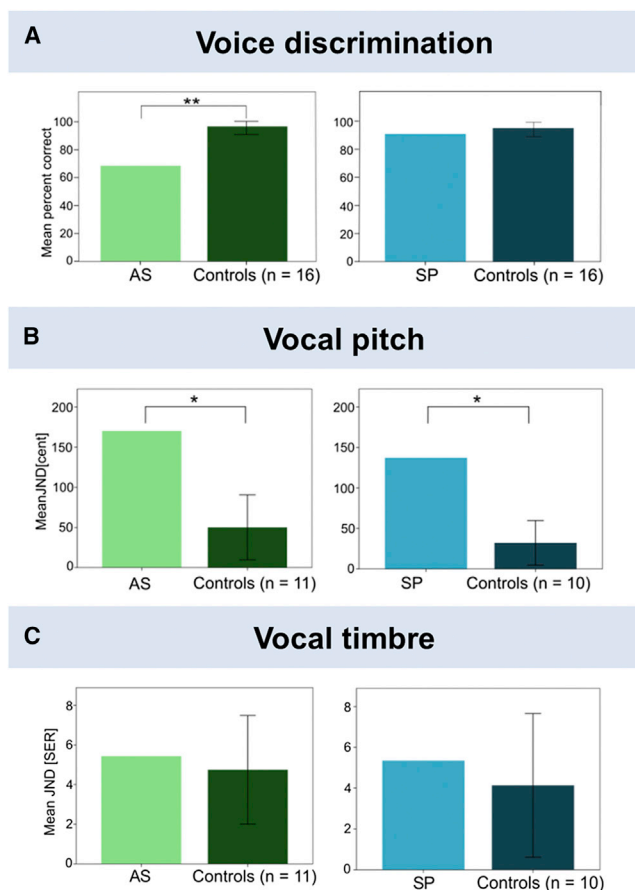 A Voice discrimination
Mean percent correct
100
80
60
40
20
0
**
AS Controls (n = 16)
100
80
60
40
20
0
SP Controls (n = 16)
B Vocal pitch
MeanJND[cent]
200
150
100
50
0
*
AS Controls (n = 11)
200
150
100
50
0
*
SP Controls (n = 10)
C Vocal timbre
Mean JND [SER]
8
6
4
2
0
AS Controls (n = 11)
8
6
4
2
0
SP Controls (n = 10)